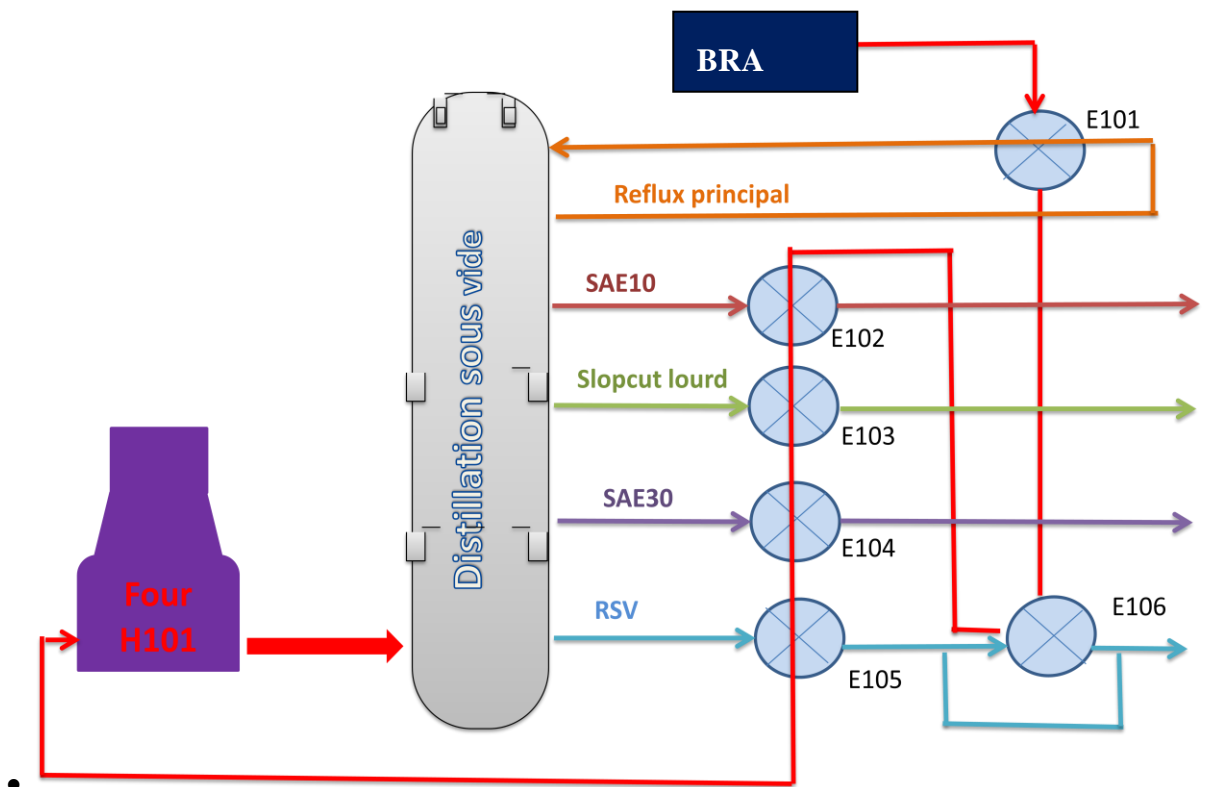 BRA
E101
Reflux principal
SAE10
E102
Slopcut lourd
E103
SAE30
E104
RSV
E105
E106
Distillation sous vide
Four
H101